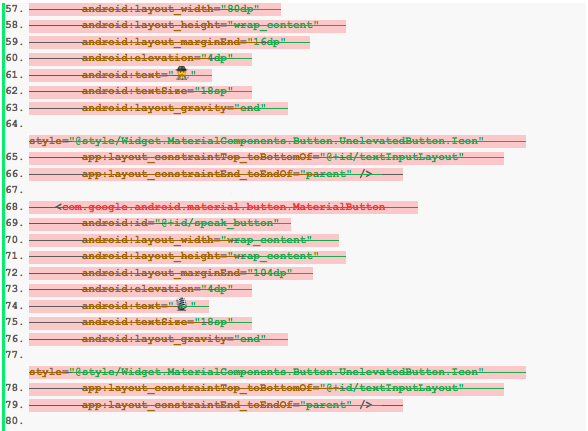 57.         android:layout_width="80dp"
58.         android:layout_height="wrap_content"
59.         android:layout_marginEnd="16dp"
60.         android:elevation="4dp"
61.         android:text="🕵"
62.         android:textSize="18sp"
63.         android:layout_gravity="end"
64.
style="@style/Widget.MaterialComponents.Button.UnelevatedButton.Icon"
65.         app:layout_constraintTop_toBottomOf="@+id/textInputLayout"
66.         app:layout_constraintEnd_toEndOf="parent" />
67.
68.     <com.google.android.material.button.MaterialButton
69.         android:id="@+id/speak_button"
70.         android:layout_width="wrap_content"
71.         android:layout_height="wrap_content"
72.         android:layout_marginEnd="104dp"
73.         android:elevation="4dp"
74.         android:text="🎙"
75.         android:textSize="18sp"
76.         android:layout_gravity="end"
77.
style="@style/Widget.MaterialComponents.Button.UnelevatedButton.Icon"
78.         app:layout_constraintTop_toBottomOf="@+id/textInputLayout"
79.         app:layout_constraintEnd_toEndOf="parent" />
80.